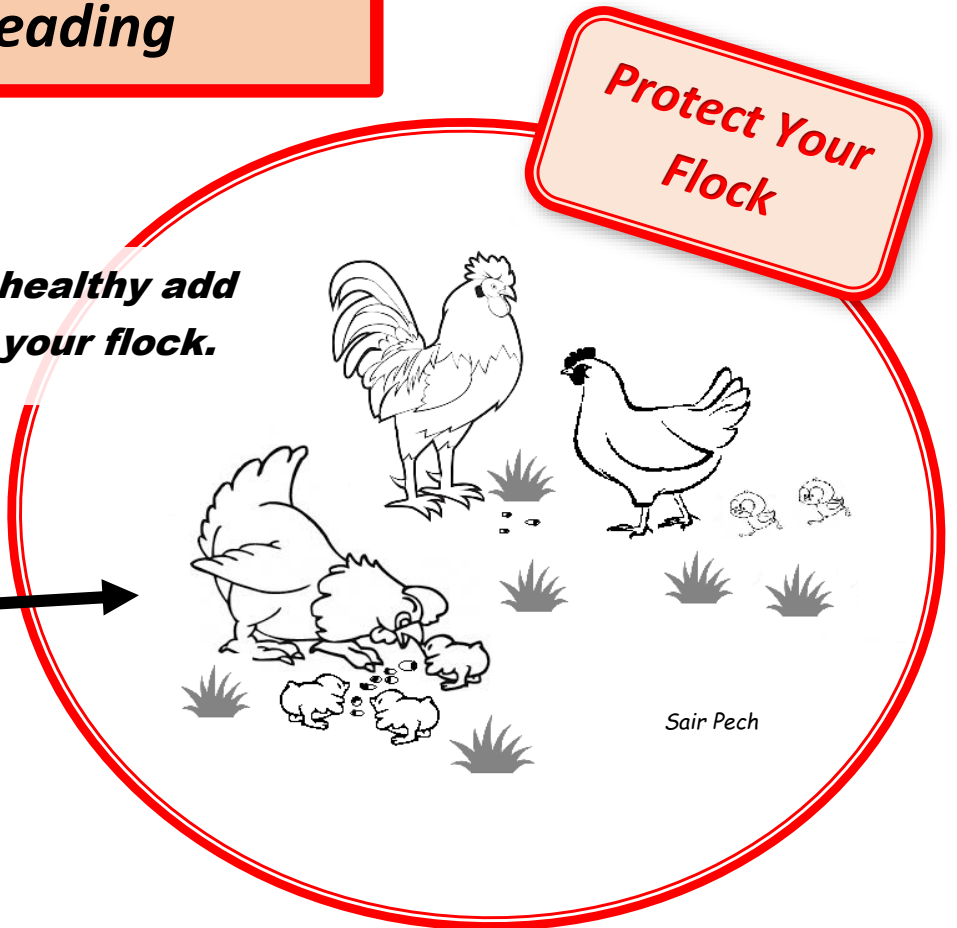 eading
Protect Your
Flock
healthy add
your flock.
Sair Pech